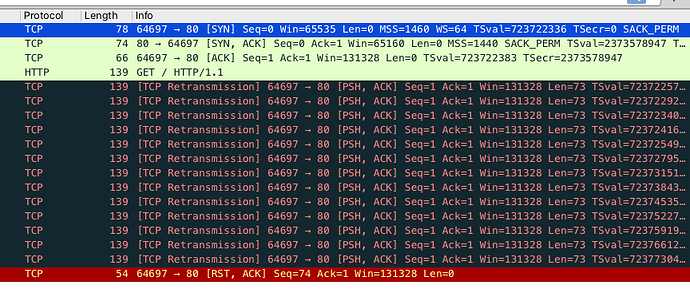 Protocol Length Info
TCP 78 64697 → 80 [SYN] Seq=0 Win=65535 Len=0 MSS=1460 WS=64 TSval=723722336 TSecr=0 SACK_PERM
TCP 74 80 → 64697 [SYN, ACK] Seq=0 Ack=1 Win=65160 Len=0 MSS=1440 SACK_PERM TSval=2373578947 T…
TCP 66 64697 → 80 [ACK] Seq=1 Ack=1 Win=131328 Len=0 TSval=723722383 TSecr=2373578947
HTTP 139 GET / HTTP/1.1
TCP 139 [TCP Retransmission] 64697 → 80 [PSH, ACK] Seq=1 Ack=1 Win=131328 Len=73 TSval=72372257…
TCP 139 [TCP Retransmission] 64697 → 80 [PSH, ACK] Seq=1 Ack=1 Win=131328 Len=73 TSval=72372292…
TCP 139 [TCP Retransmission] 64697 → 80 [PSH, ACK] Seq=1 Ack=1 Win=131328 Len=73 TSval=72372340…
TCP 139 [TCP Retransmission] 64697 → 80 [PSH, ACK] Seq=1 Ack=1 Win=131328 Len=73 TSval=72372416…
TCP 139 [TCP Retransmission] 64697 → 80 [PSH, ACK] Seq=1 Ack=1 Win=131328 Len=73 TSval=72372549…
TCP 139 [TCP Retransmission] 64697 → 80 [PSH, ACK] Seq=1 Ack=1 Win=131328 Len=73 TSval=72372795…
TCP 139 [TCP Retransmission] 64697 → 80 [PSH, ACK] Seq=1 Ack=1 Win=131328 Len=73 TSval=72373151…
TCP 139 [TCP Retransmission] 64697 → 80 [PSH, ACK] Seq=1 Ack=1 Win=131328 Len=73 TSval=72373843…
TCP 139 [TCP Retransmission] 64697 → 80 [PSH, ACK] Seq=1 Ack=1 Win=131328 Len=73 TSval=72374535…
TCP 139 [TCP Retransmission] 64697 → 80 [PSH, ACK] Seq=1 Ack=1 Win=131328 Len=73 TSval=72375227…
TCP 139 [TCP Retransmission] 64697 → 80 [PSH, ACK] Seq=1 Ack=1 Win=131328 Len=73 TSval=72375919…
TCP 139 [TCP Retransmission] 64697 → 80 [PSH, ACK] Seq=1 Ack=1 Win=131328 Len=73 TSval=72376612…
TCP 139 [TCP Retransmission] 64697 → 80 [PSH, ACK] Seq=1 Ack=1 Win=131328 Len=73 TSval=72377304…
TCP 54 64697 → 80 [RST, ACK] Seq=74 Ack=1 Win=131328 Len=0